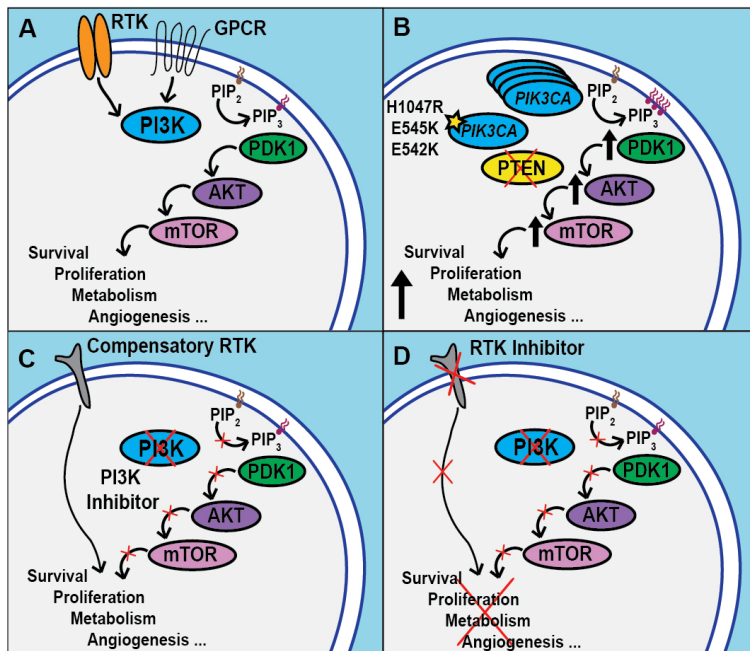 A
RTK
GPCR
PIP2
PIP3
PI3K
PDK1
AKT
mTOR
Survival
Proliferation
Metabolism
Angiogenesis ...
B
PIK3CA
PIP2
PIP3
H1047R
E545K
E542K
PIK3CA
PTEN
PDK1
AKT
mTOR
Survival
Proliferation
Metabolism
Angiogenesis ...
C
Compensatory RTK
PIP2
PIP3
PI3K
PI3K
Inhibitor
PDK1
AKT
mTOR
Survival
Proliferation
Metabolism
Angiogenesis ...
D
RTK Inhibitor
PIP2
PIP3
PI3K
PDK1
AKT
mTOR
Survival
Proliferation
Metabolism
Angiogenesis ...